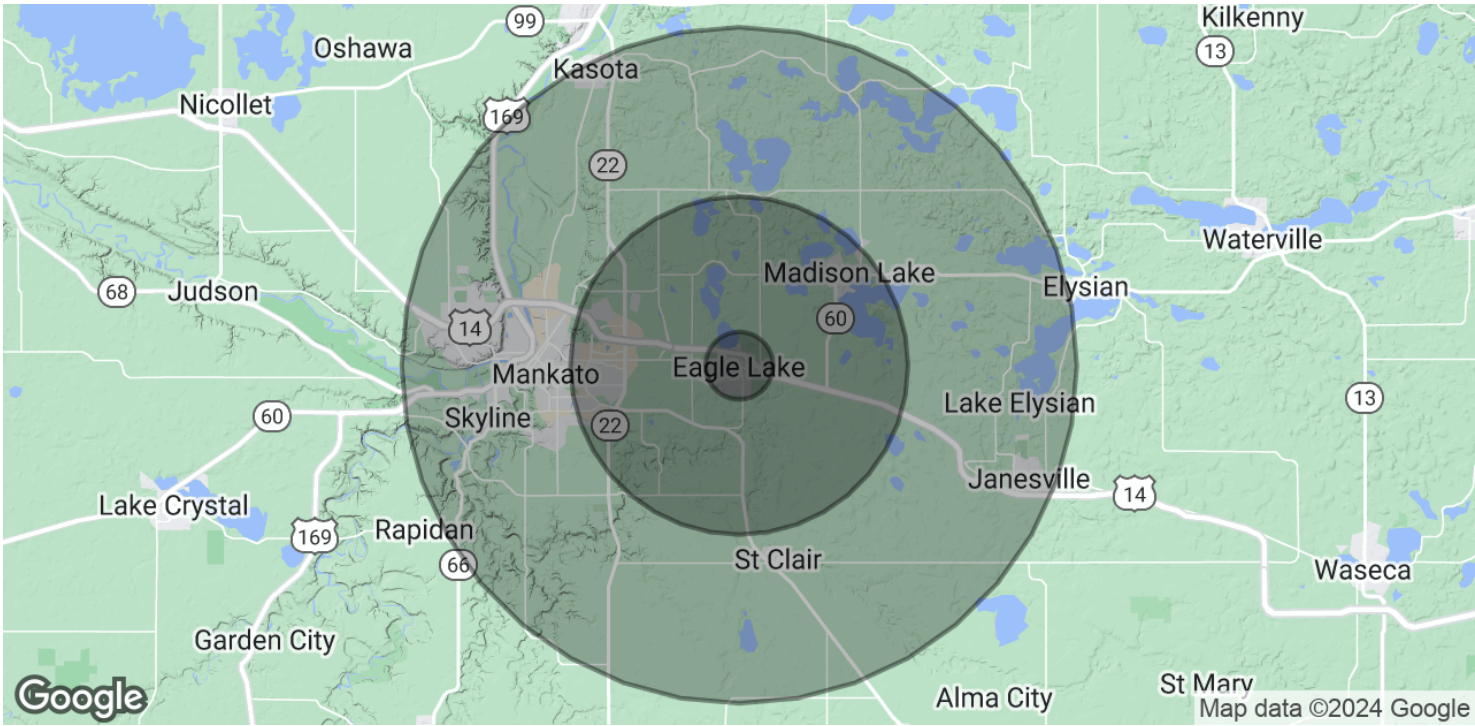 Kilkenny
99
Oshawa
13
Kasota
Nicollet
169
22
Waterville
Madison Lake
Elysian
68
Judson
60
14
Eagle Lake
Mankato
13
Lake Elysian
60
Skyline
22
Janesville
14
Lake Crystal
Rapidan
169
St Clair
66
Waseca
Garden City
St Mary
Alma City
Google
Map data ©2024 Google